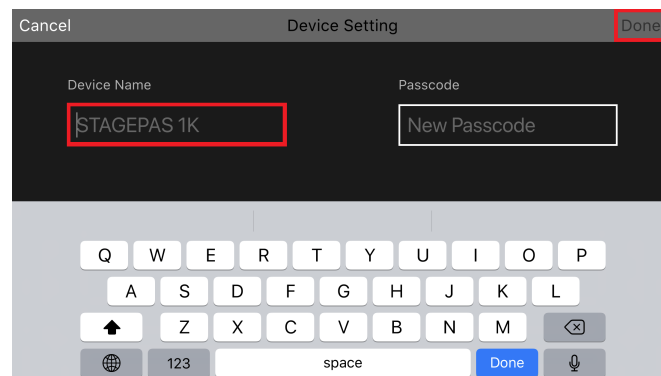 Cancel Device Setting Done
Device Name Passcode
STAGEPAS 1K New Passcode
Q W E R T Y U I O P
A S D F G H J K L
Z X C V B N M
123 space Done